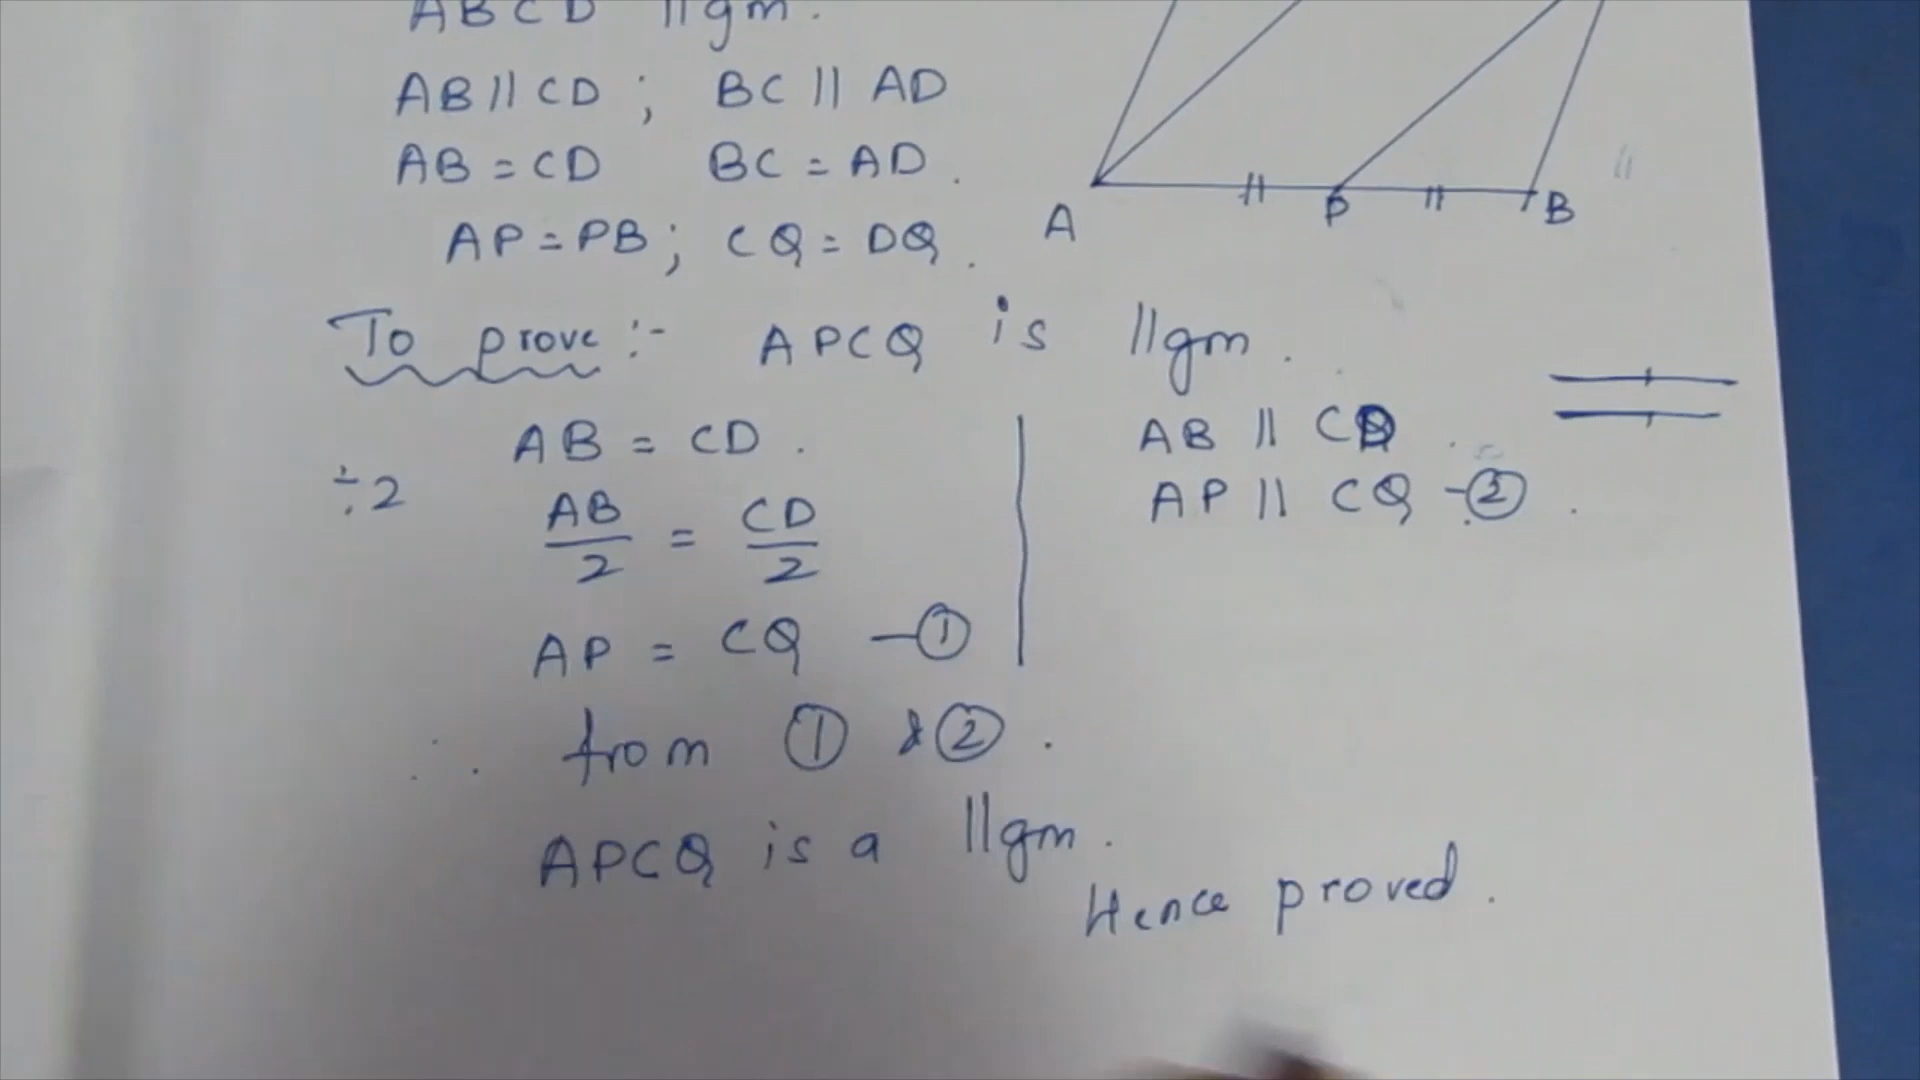 ABCD ||gm.
AB || CD ; BC || AD
AB = CD BC = AD.
AP = PB ; CQ = DQ.
A P B
To prove :- APCQ is ||gm.
AB = CD.
÷2 AB/2 = CD/2
AP = CQ —①
AB || CD
AP || CQ -②.
from ① & ②.
APCQ is a ||gm.
Hence proved.